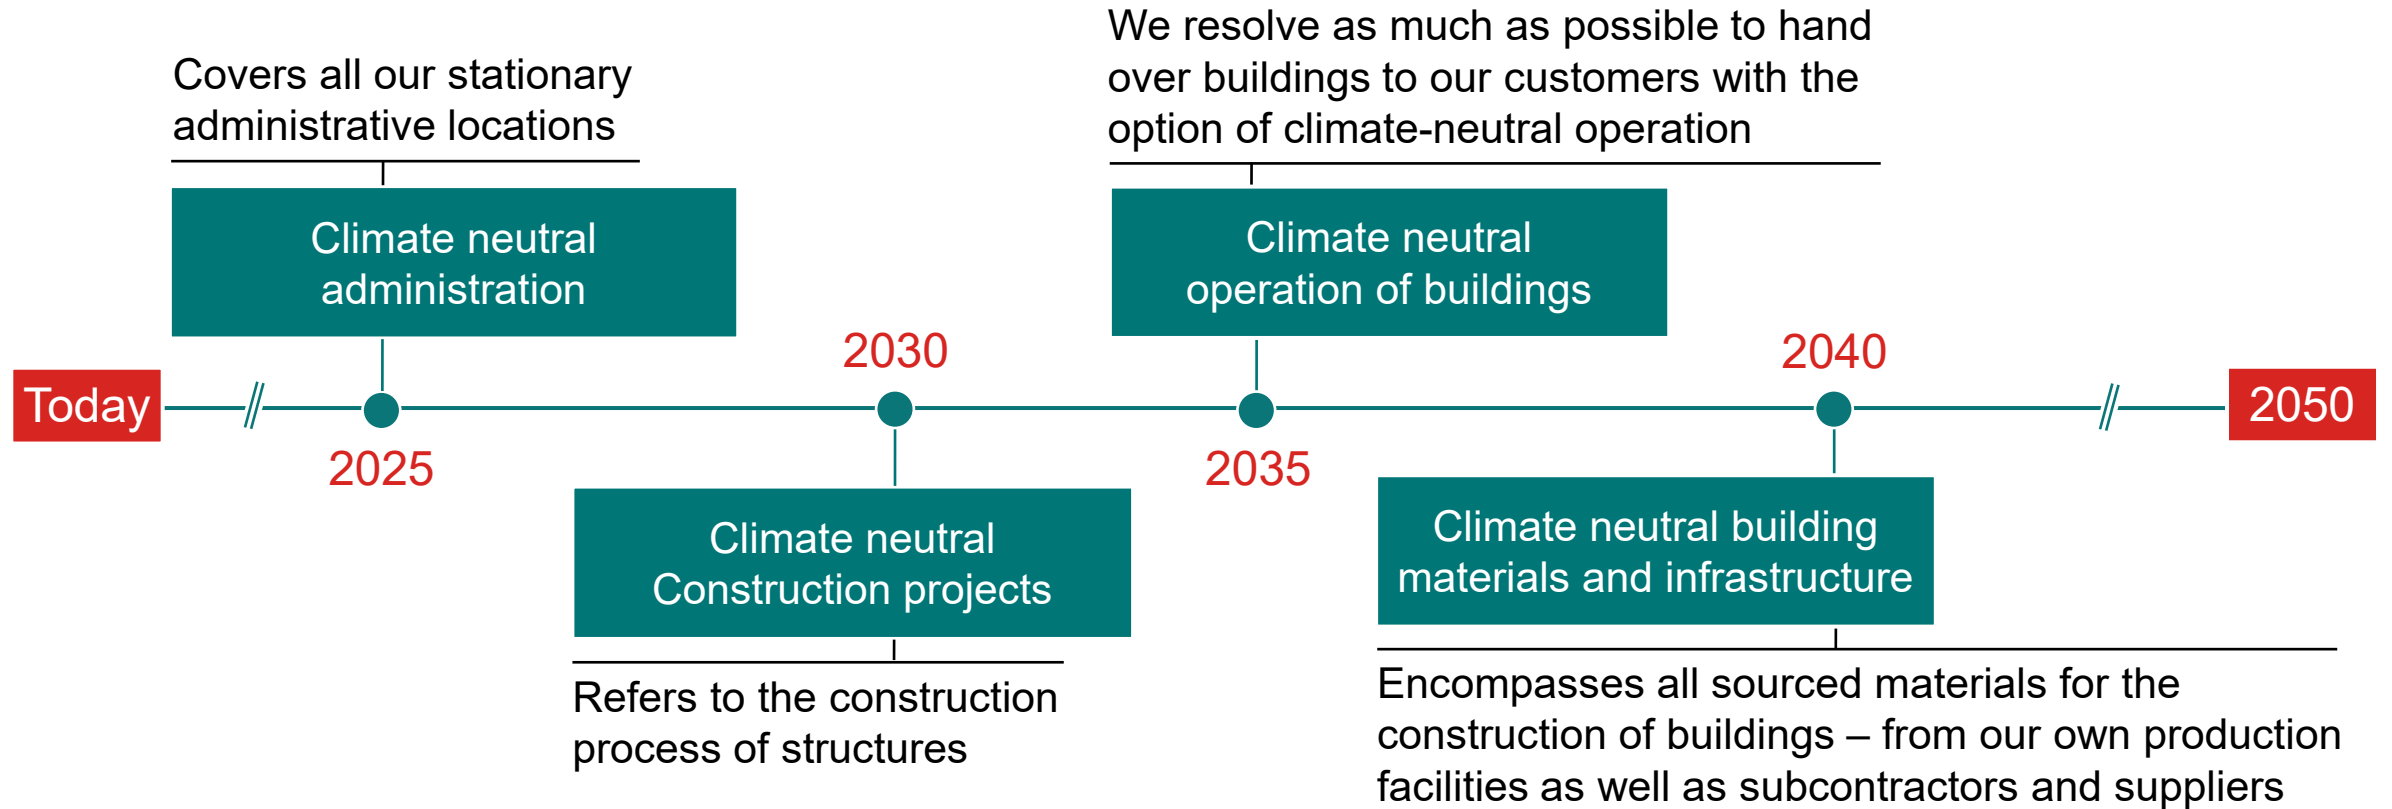 We resolve as much as possible to hand
over buildings to our customers with the
option of climate-neutral operation
Covers all our stationary
administrative locations
Climate neutral
administration
Climate neutral
operation of buildings
2030
2040
Today
2050
2025
2035
Climate neutral
Construction projects
Climate neutral building
materials and infrastructure
Refers to the construction
process of structures
Encompasses all sourced materials for the
construction of buildings – from our own production
facilities as well as subcontractors and suppliers